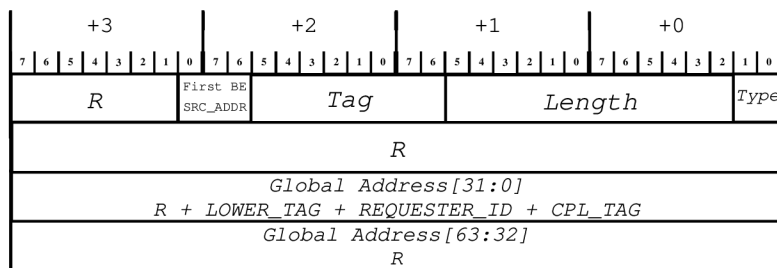 +3 +2 +1 +0
7 6 5 4 3 2 1 0 7 6 5 4 3 2 1 0 7 6 5 4 3 2 1 0 7 6 5 4 3 2 1 0
R First BE SRC_ADDR Tag Length Type
R
Global Address[31:0]
R + LOWER_TAG + REQUESTER_ID + CPL_TAG
Global Address[63:32]
R